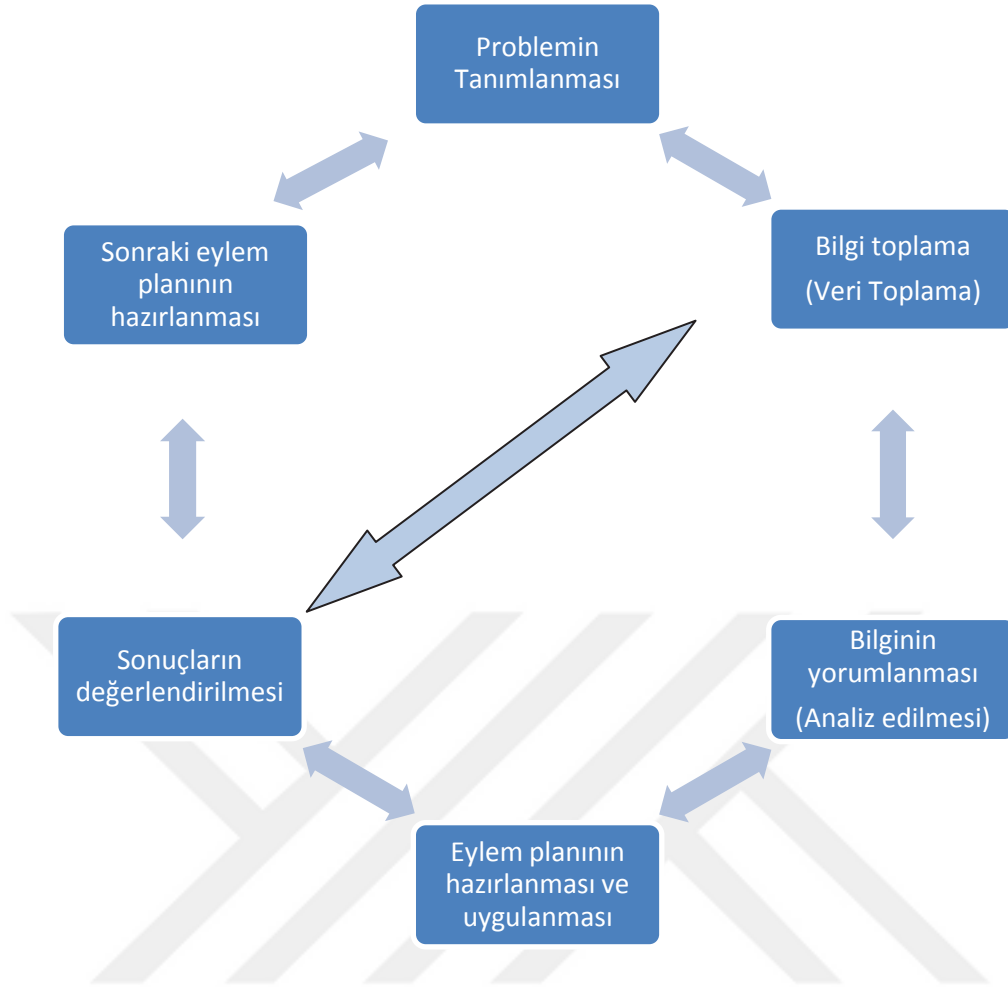 Problemin
Tanımlanması
Bilgi toplama
(Veri Toplama)
Bilginin
yorumlanması
(Analiz edilmesi)
Eylem planının
hazırlanması ve
uygulanması
Sonuçların
değerlendirilmesi
Sonraki eylem
planının
hazırlanması